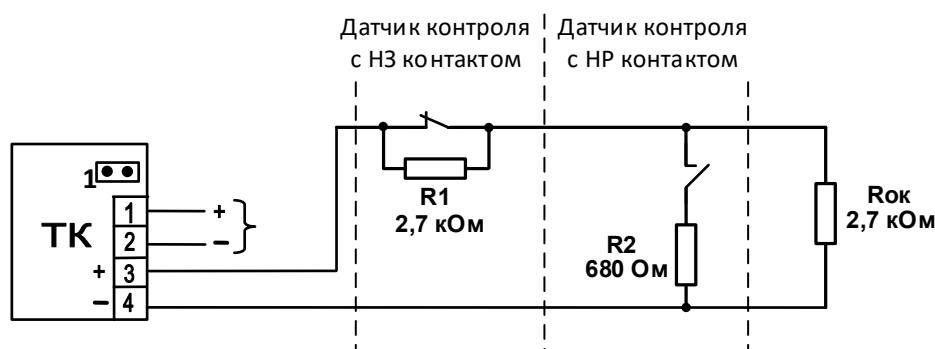 Датчик контроля
с НЗ контактом
Датчик контроля
с НР контактом
1
ТК
1
2
+ 3
− 4
+
−
R1
2,7 кОм
R2
680 Ом
Rок
2,7 кОм